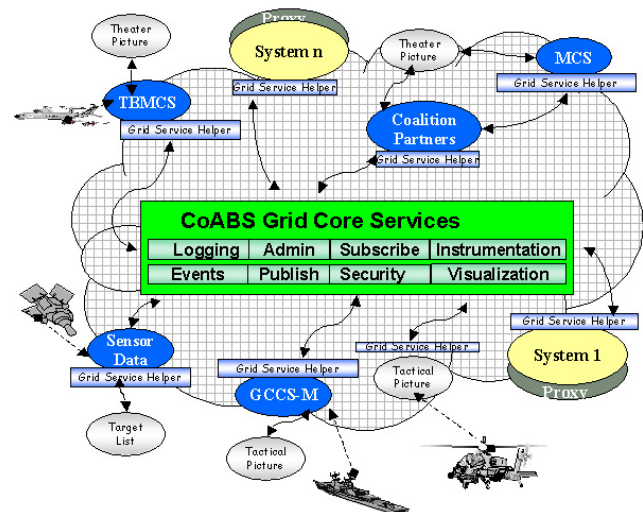 Proxy
Theater
Picture
System n
Theater
Picture
MCS
Grid Service Helper
Grid Service Helper
TBMCS
Grid Service Helper
Coalition
Partners
Grid Service Helper
CoABS Grid Core Services
Logging Admin Subscribe Instrumentation
Events Publish Security Visualization
Sensor
Data
Grid Service Helper
Grid Service Helper
Grid Service Helper
Grid Service Helper
System 1
Proxy
GCCS-M
Tactical
Picture
Target
List
Tactical
Picture